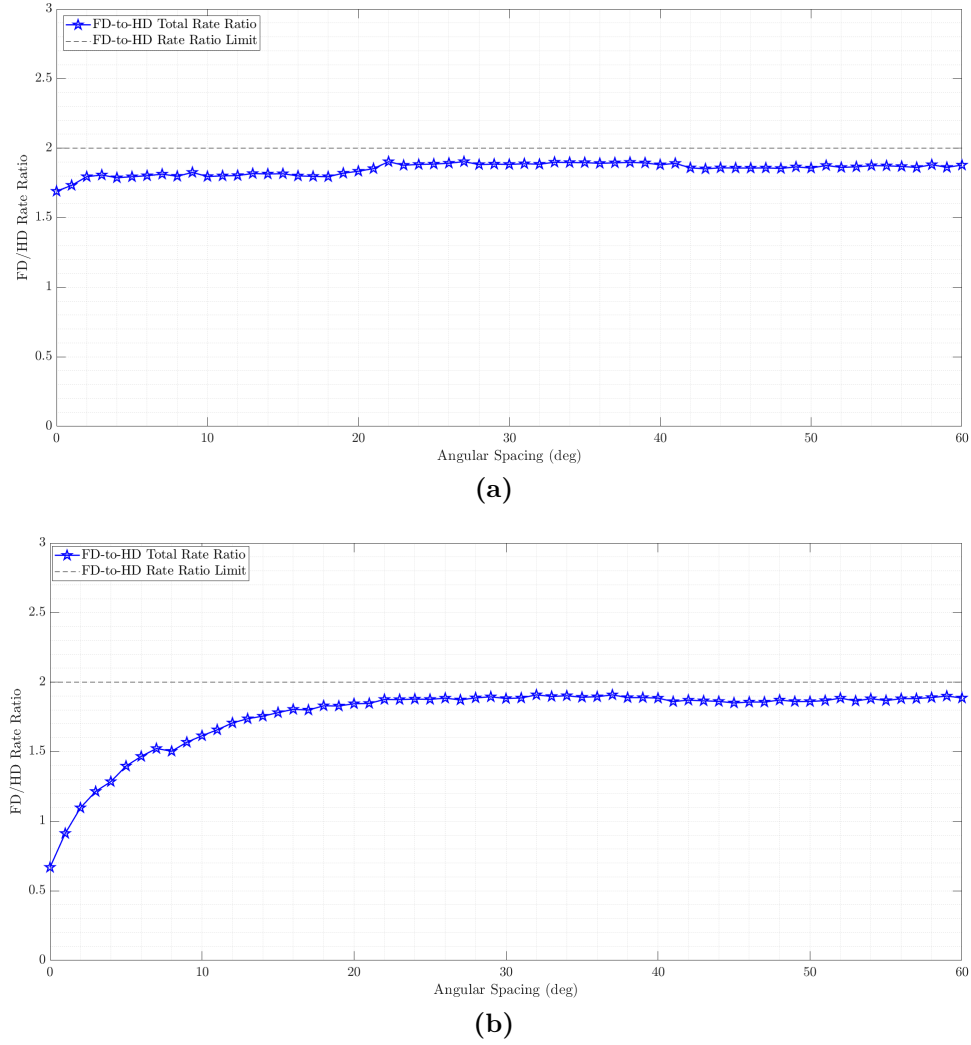 3
FD-to-HD Total Rate Ratio
FD-to-HD Rate Ratio Limit
2.5
2
1.5
1
0.5
0
FD/HD Rate Ratio
0 10 20 30 40 50 60
Angular Spacing (deg)
(a)
3
FD-to-HD Total Rate Ratio
FD-to-HD Rate Ratio Limit
2.5
2
1.5
1
0.5
0
FD/HD Rate Ratio
0 10 20 30 40 50 60
Angular Spacing (deg)
(b)